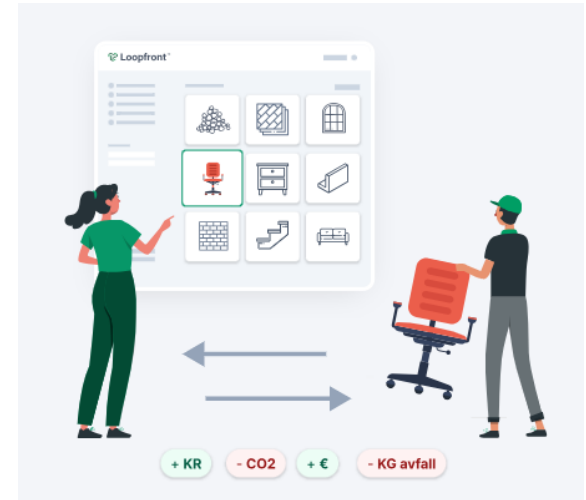 Loopfront
+ KR
- CO2
+ €
- KG avfall